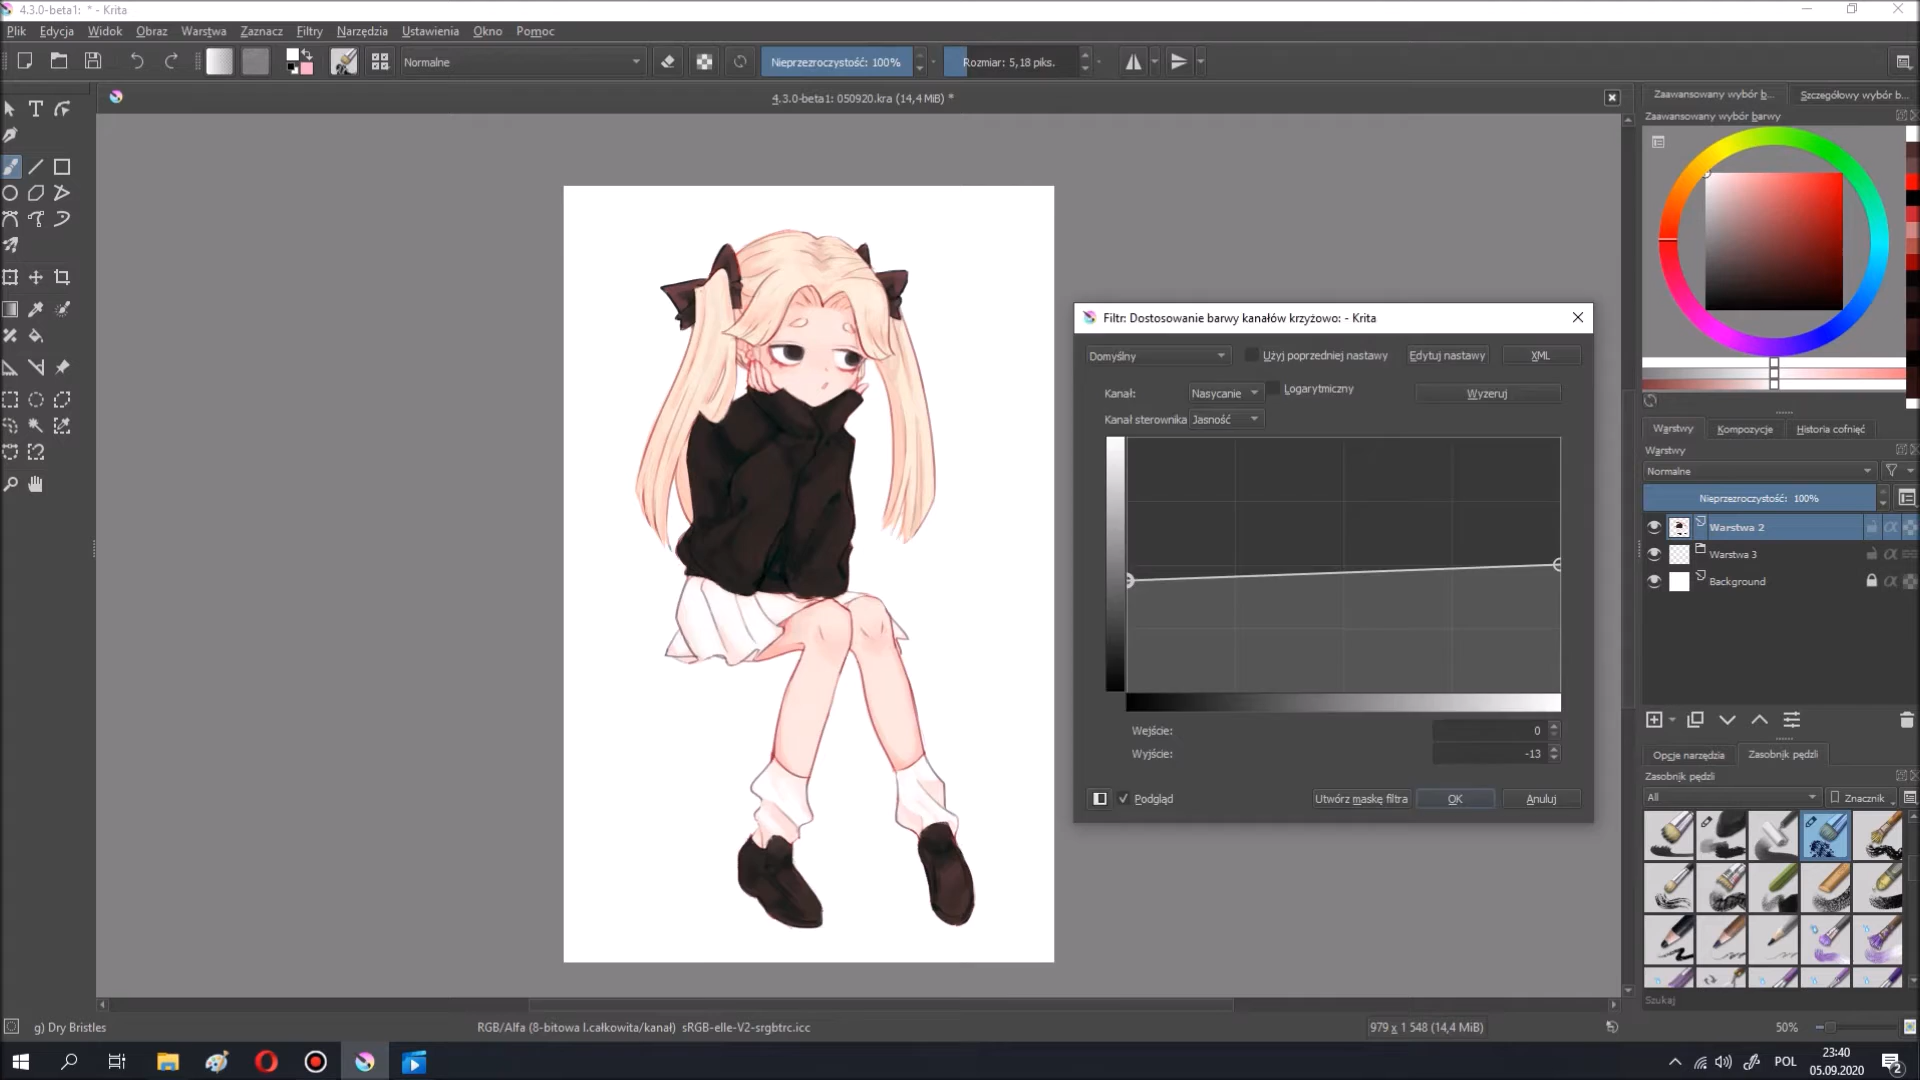 4.3.0-beta1: * - Krita
Plik Edycja Widok Obraz Warstwa Zaznacz Filtry Narzędzia Ustawienia Okno Pomoc
Normalne
Nieprzezroczystość: 100%
Rozmiar: 5,18 piks.
4.3.0-beta1: 050920.kra (14,4 MiB) *
Zaawansowany wybór b...
Szczegółowy wybór b...
Zaawansowany wybór barwy
Filtr: Dostosowanie barwy kanałów krzyżowo: - Krita
Domyślny
Użyj poprzedniej nastawy
Edytuj nastawy
XML
Kanał:
Nasycanie
Logarytmiczny
Wyzeruj
Kanał sterownika
Jasność
Wejście:
0
Wyjście:
-13
Podgląd
Utwórz maskę filtra
OK
Anuluj
Warstwy
Kompozycje
Historia cofnięć
Warstwy
Normalne
Nieprzezroczystość: 100%
Warstwa 2
Warstwa 3
Background
Opcje narzędzia
Zasobnik pędzli
Zasobnik pędzli
All
Znacznik
Szukaj
g) Dry Bristles
RGB/Alfa (8-bitowa l.całkowita/kanał) sRGB-elle-V2-srgbtrc.icc
979 x 1 548 (14,4 MiB)
50%
POL
23:40
05.09.2020
2